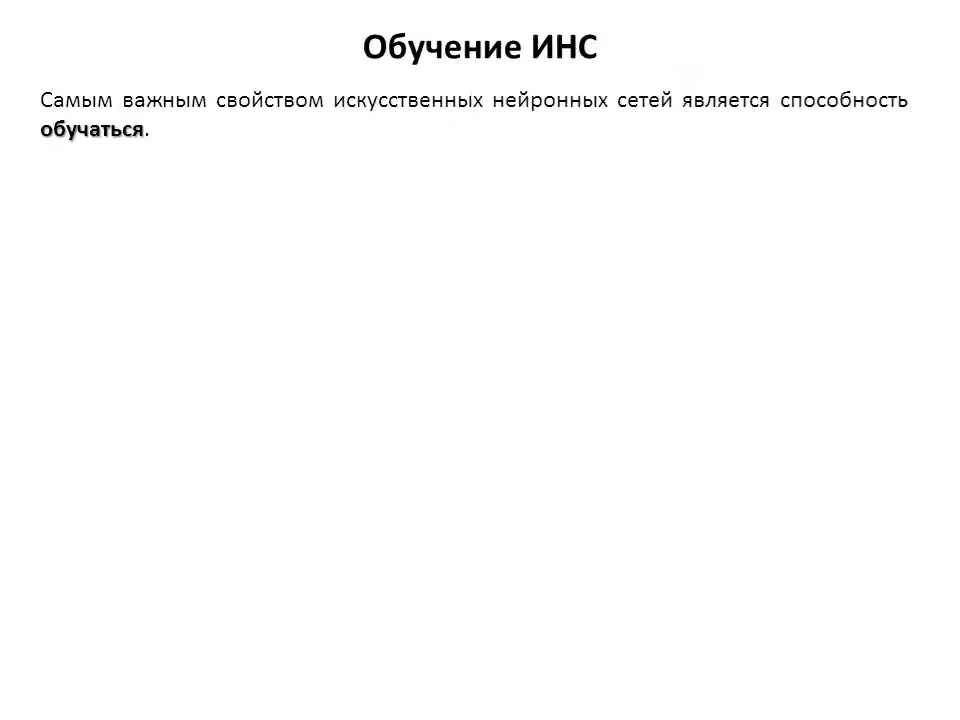 Обучение ИНС
Самым важным свойством искусственных нейронных сетей является способность
обучаться.